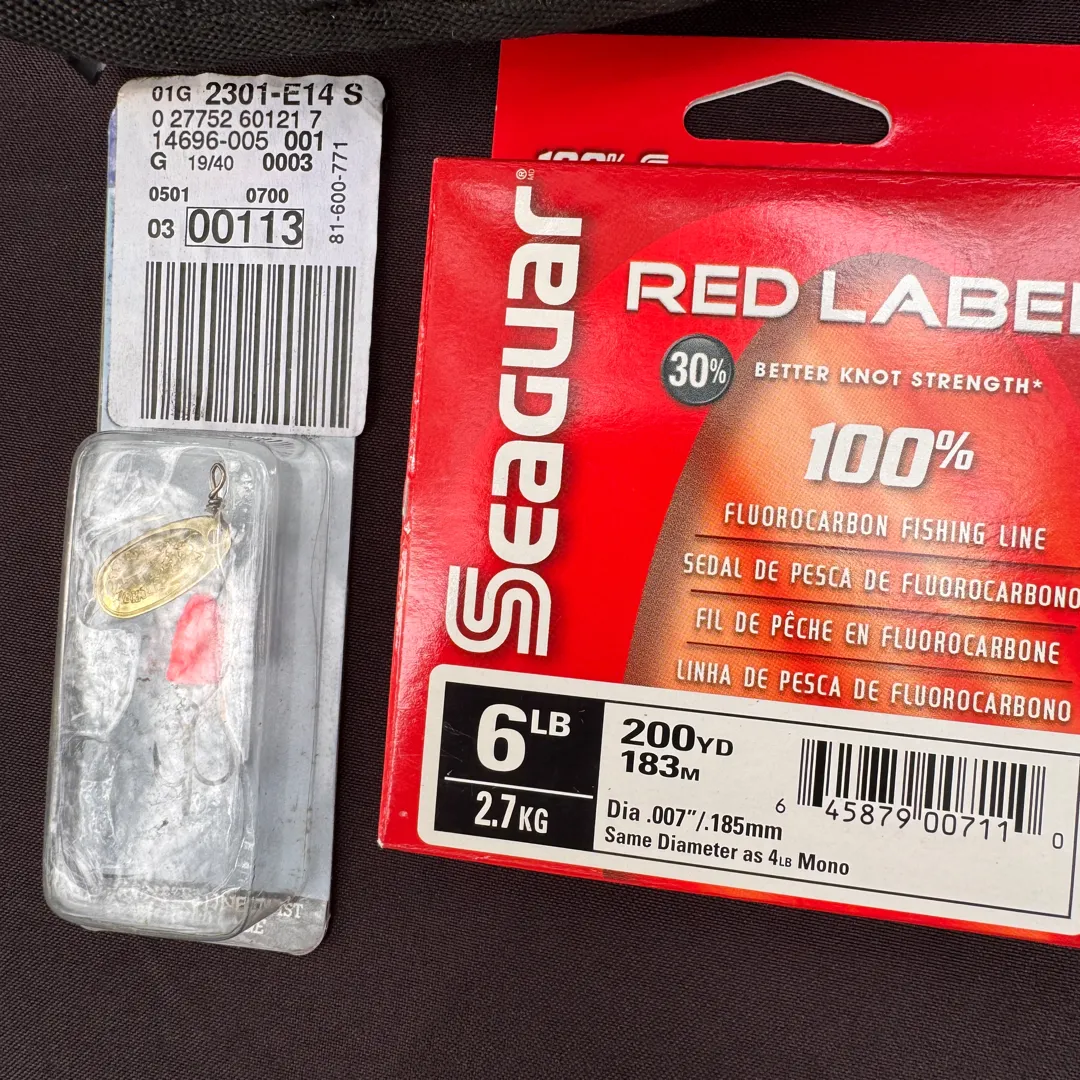 01G 2301-E14 S
0 27752 60121 7
14696-005 001
G 19/40 0003
0501 0700
03 00113
81-600-771
Seaguar®
RED LABEL
30% BETTER KNOT STRENGTH*
100%
FLUOROCARBON FISHING LINE
SEDAL DE PESCA DE FLUOROCARBONO
FIL DE PÊCHE EN FLUOROCARBONE
LINHA DE PESCA DE FLUOROCARBONO
6LB
2.7KG
200YD
183M
Dia .007"/.185mm
Same Diameter as 4LB Mono
6 45879 00711 0